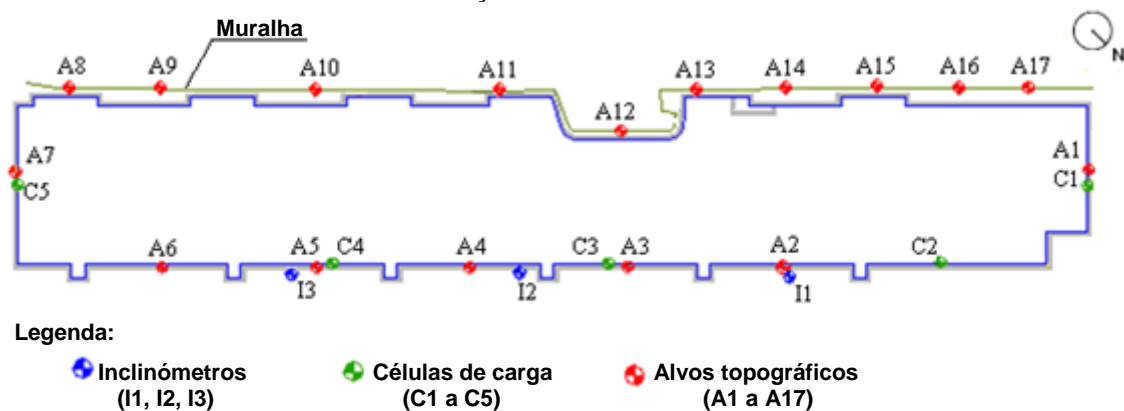 Muralha
N
A8
A9
A10
A11
A12
A13
A14
A15
A16
A17
A7
C5
A1
C1
A6
A5
C4
A4
C3
A3
A2
C2
I3
I2
I1
Legenda:
Inclinómetros
(I1, I2, I3)
Células de carga
(C1 a C5)
Alvos topográficos
(A1 a A17)